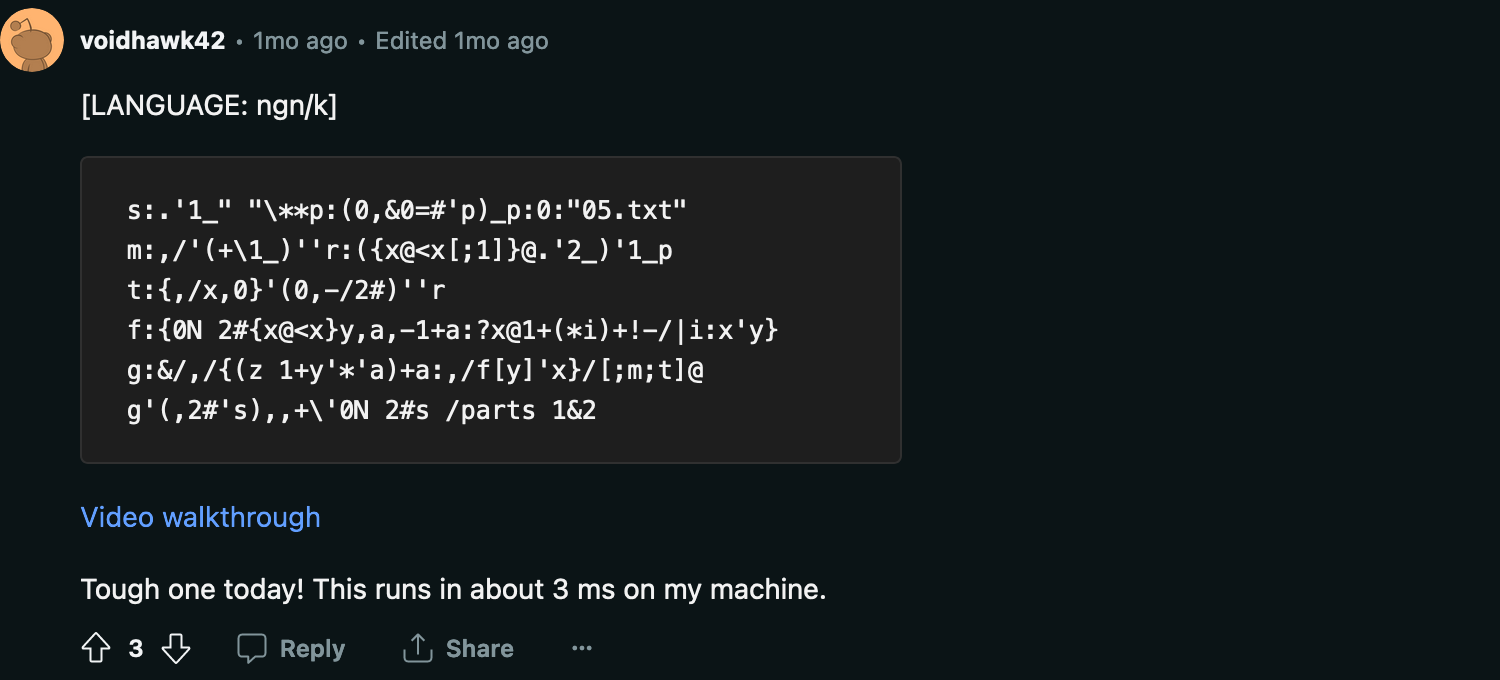 voidhawk42 • 1mo ago • Edited 1mo ago
[LANGUAGE: ngn/k]
s:.'1_" "\**p:(0,&0=#'p)_p:0:"05.txt"
m:,/'(+\1_)''r:({x@<x[;1]}@.'2_)'1_p
t:{,/x,0}'(0,-/2#)''r
f:{0N 2#{x@<x}y,a,-1+a:?x@1+(*i)+!-/|i:x'y}
g:&/,/{(z 1+y'*'a)+a:,/f[y]'x}/[;m;t]@
g'(,2#'s),,+\'0N 2#s /parts 1&2
Video walkthrough
Tough one today! This runs in about 3 ms on my machine.
3 Reply Share ...